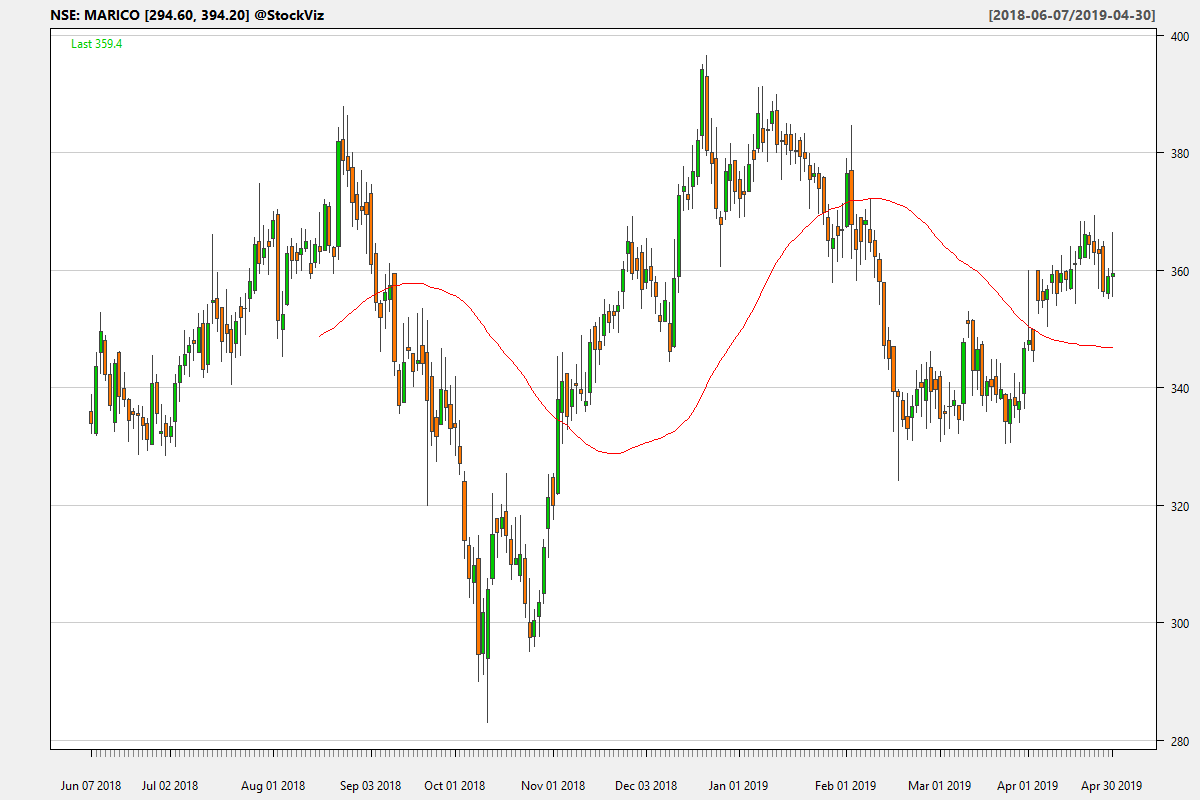 NSE: MARICO [294.60, 394.20] @StockViz [2018-06-07/2019-04-30]
Last 359.4
400
380
360
340
320
300
280
Jun 07 2018 Jul 02 2018 Aug 01 2018 Sep 03 2018 Oct 01 2018 Nov 01 2018 Dec 03 2018 Jan 01 2019 Feb 01 2019 Mar 01 2019 Apr 01 2019 Apr 30 2019